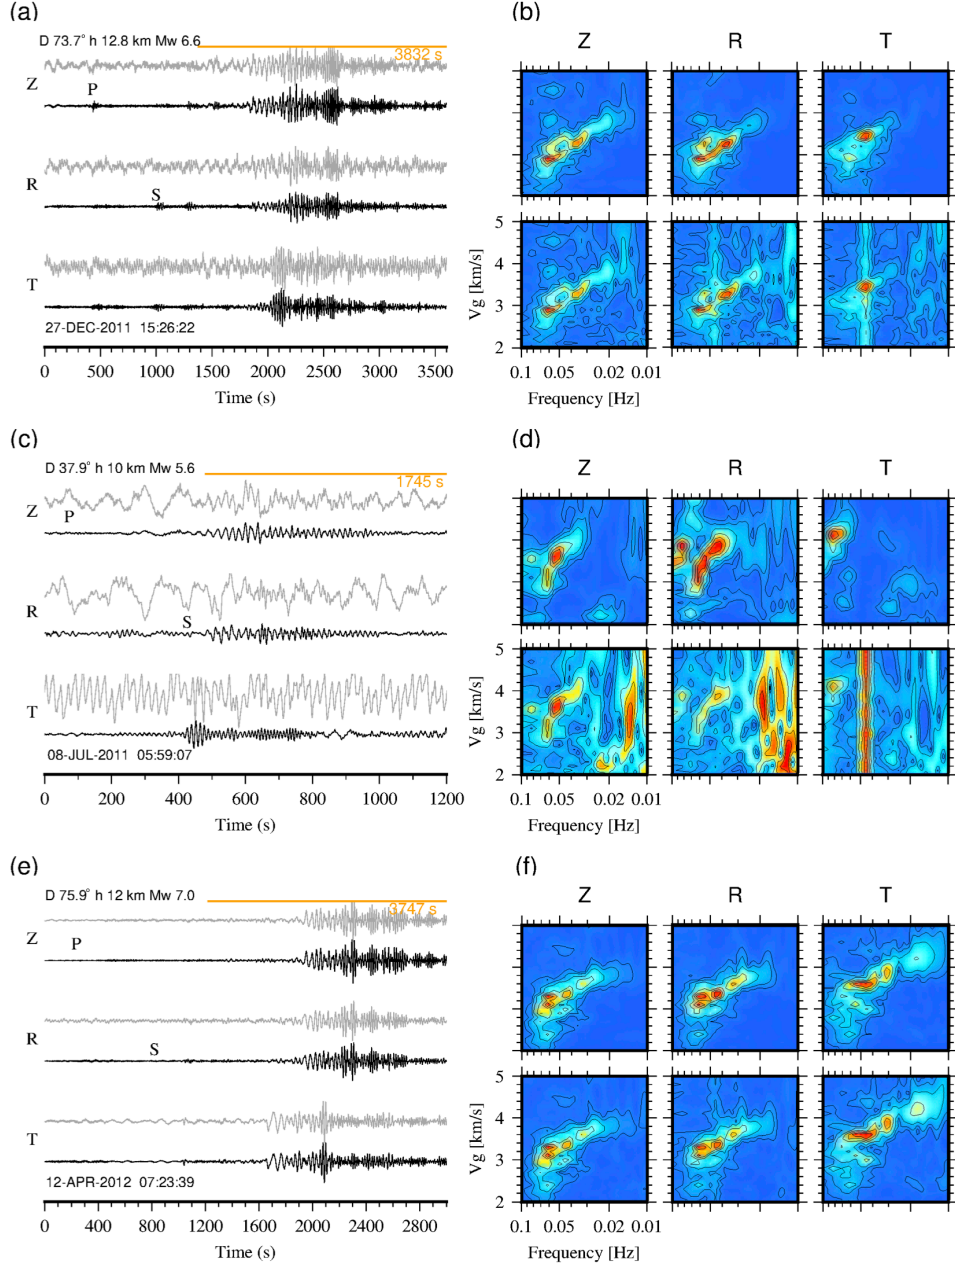 (a)
D 73.7° h 12.8 km Mw 6.6
3832 s
Z
P
R
S
T
27-DEC-2011 15:26:22
0 500 1000 1500 2000 2500 3000 3500
Time (s)
(b)
Z R T
5
4
3
2
Vg [km/s]
0.1 0.05 0.02 0.01
Frequency [Hz]
(c)
D 37.9° h 10 km Mw 5.6
1745 s
Z
P
R
S
T
08-JUL-2011 05:59:07
0 200 400 600 800 1000 1200
Time (s)
(d)
Z R T
5
4
3
2
Vg [km/s]
0.1 0.05 0.02 0.01
Frequency [Hz]
(e)
D 75.9° h 12 km Mw 7.0
3747 s
Z
P
R
S
T
12-APR-2012 07:23:39
0 400 800 1200 1600 2000 2400 2800
Time (s)
(f)
Z R T
5
4
3
2
Vg [km/s]
0.1 0.05 0.02 0.01
Frequency [Hz]